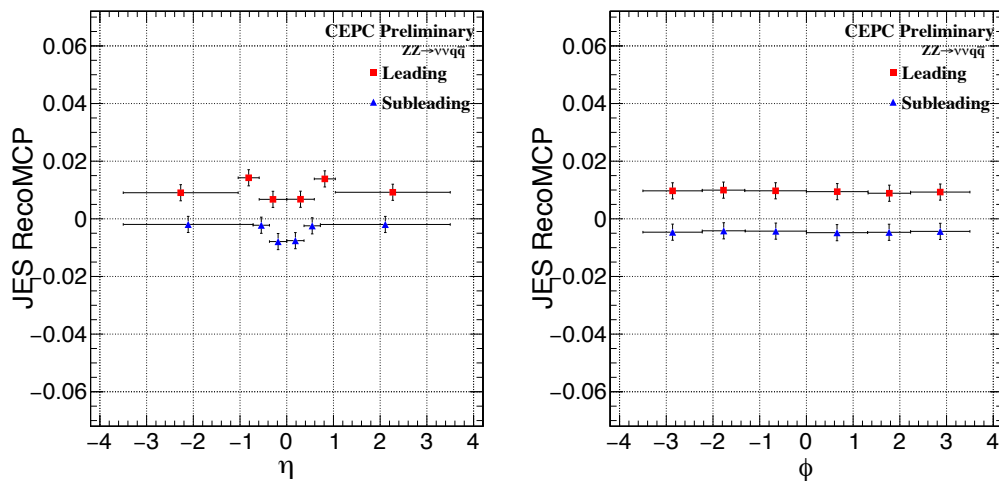 CEPC Preliminary
ZZ→ννqq̄
Leading
Subleading
JES RecoMCP
0.06
0.04
0.02
0
−0.02
−0.04
−0.06
−4 −3 −2 −1 0 1 2 3 4
η
CEPC Preliminary
ZZ→ννqq̄
Leading
Subleading
JES RecoMCP
0.06
0.04
0.02
0
−0.02
−0.04
−0.06
−4 −3 −2 −1 0 1 2 3 4
ϕ